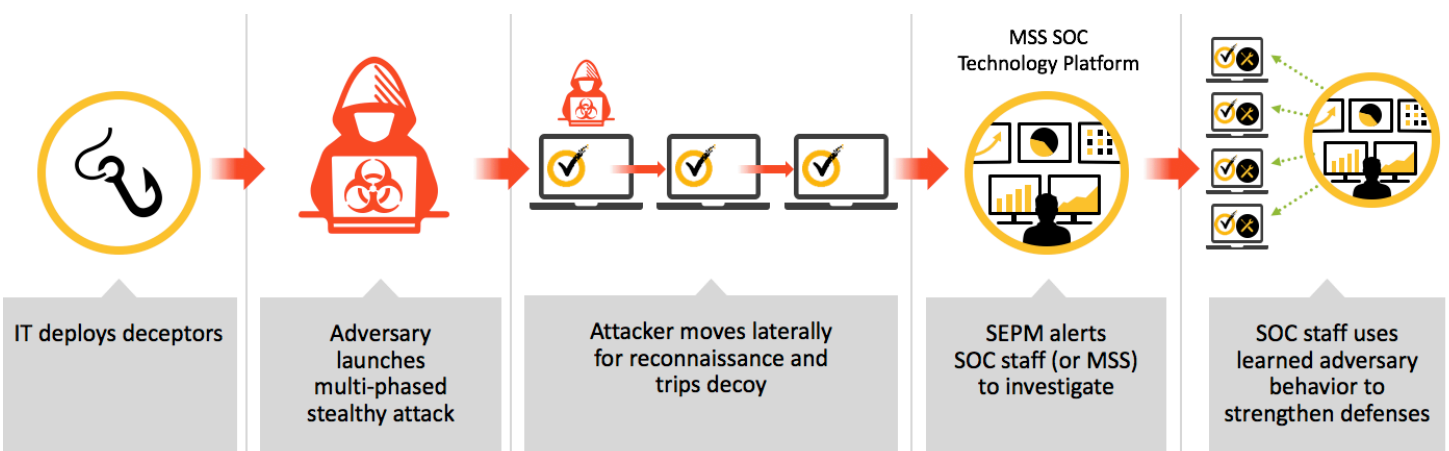 MSS SOC
Technology Platform
IT deploys deceptors
Adversary
launches
multi-phased
stealthy attack
Attacker moves laterally
for reconnaissance and
trips decoy
SEPM alerts
SOC staff (or MSS)
to investigate
SOC staff uses
learned adversary
behavior to
strengthen defenses